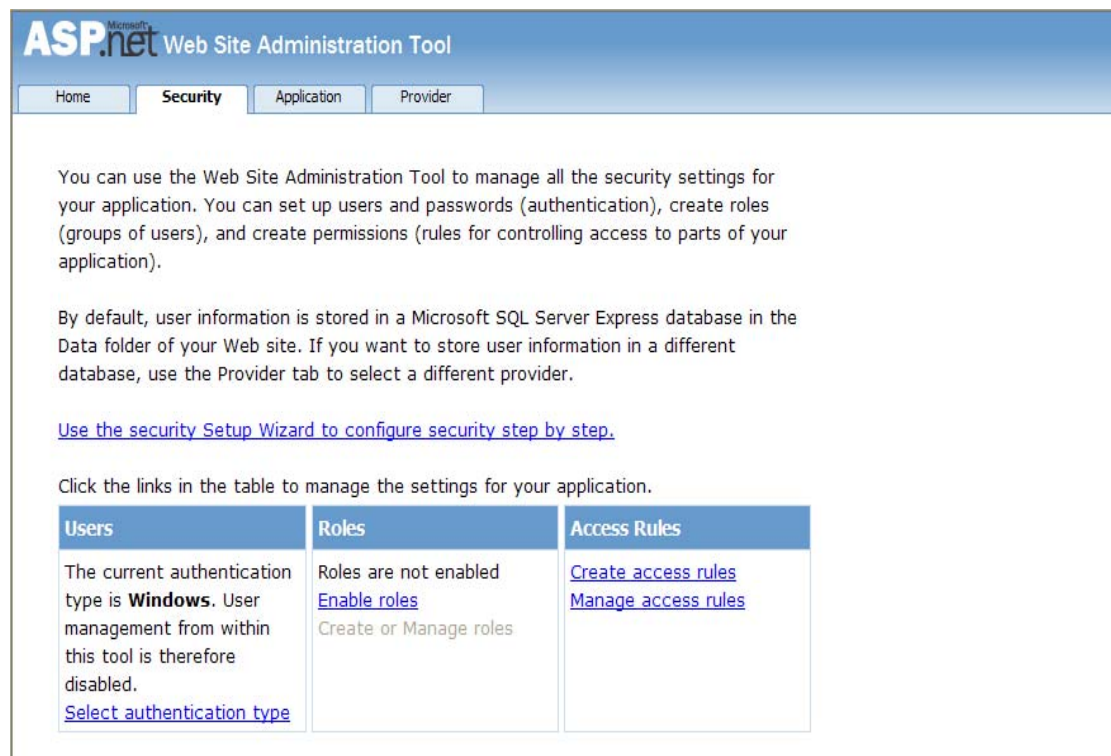 Microsoft
ASP.net Web Site Administration Tool
Home Security Application Provider
You can use the Web Site Administration Tool to manage all the security settings for
your application. You can set up users and passwords (authentication), create roles
(groups of users), and create permissions (rules for controlling access to parts of your
application).
By default, user information is stored in a Microsoft SQL Server Express database in the
Data folder of your Web site. If you want to store user information in a different
database, use the Provider tab to select a different provider.
Use the security Setup Wizard to configure security step by step.
Click the links in the table to manage the settings for your application.
Users
The current authentication
type is Windows. User
management from within
this tool is therefore
disabled.
Select authentication type
Roles
Roles are not enabled
Enable roles
Create or Manage roles
Access Rules
Create access rules
Manage access rules